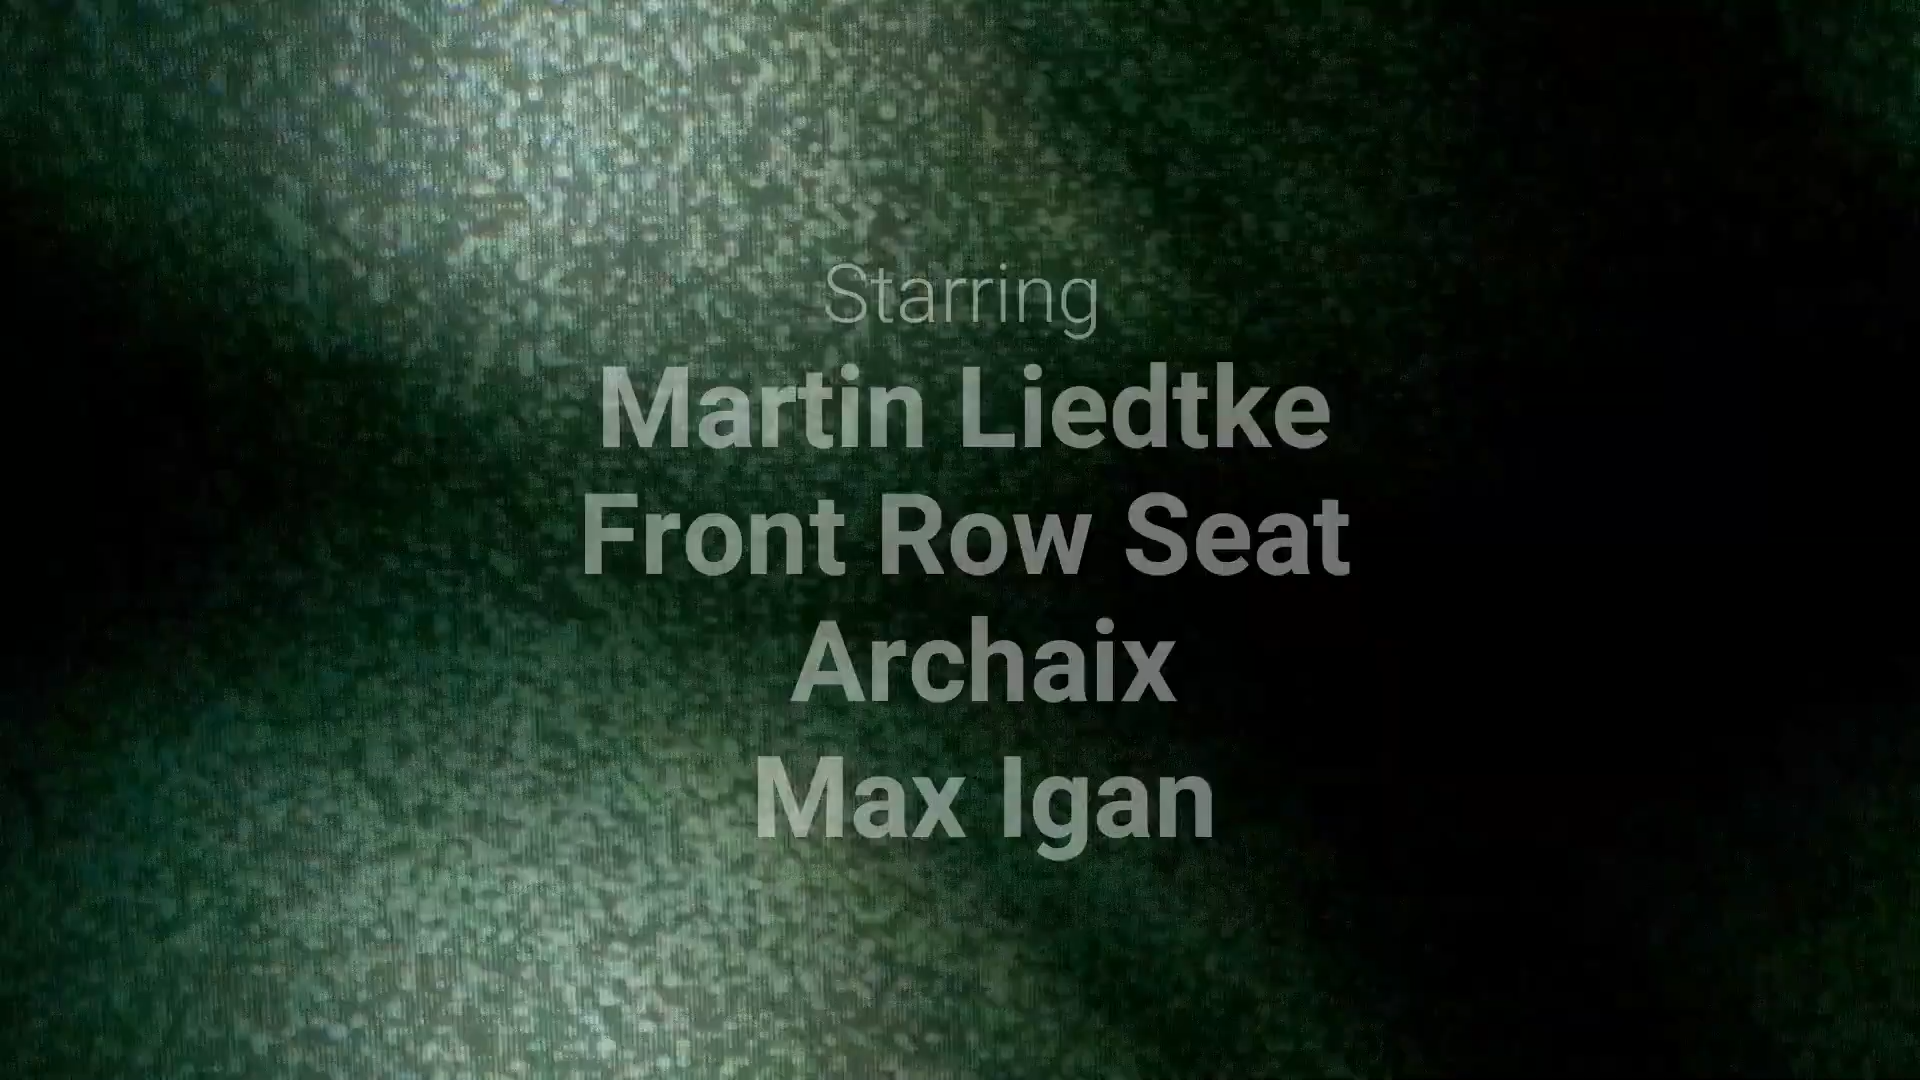 Starring
Martin Liedtke
Front Row Seat
Archaix
Max Igan